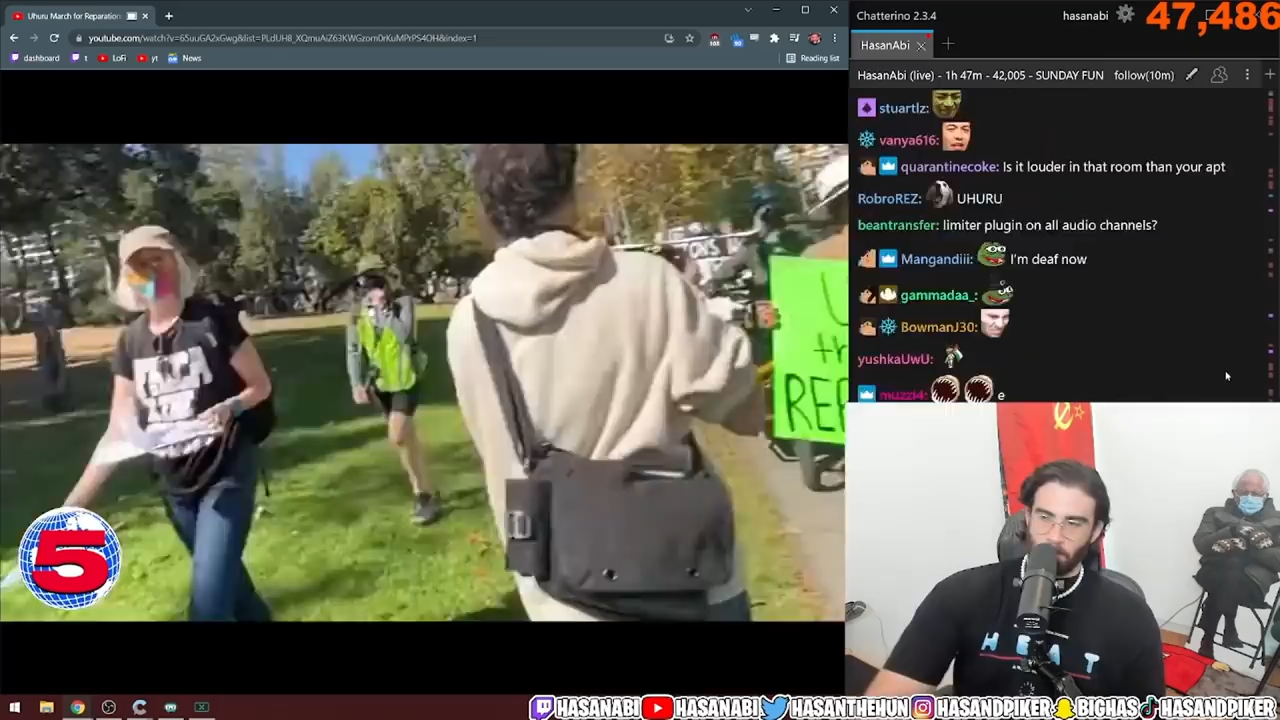 Uhuru March for Reparation
youtube.com/watch?v=65uuGA2xGwg&list=PLdUH8_XQmuAiZ63KWGzom0rKuMPrPS4OH&index=1
dashboard
t
LoFi
yt
News
Reading list
Chatterino 2.3.4
hasanabi
47,486
HasanAbi
HasanAbi (live) - 1h 47m - 42,005 - SUNDAY FUN
follow(10m)
stuartlz:
vanya616:
quarantinecoke: Is it louder in that room than your apt
RobroREZ: UHURU
beantransfer: limiter plugin on all audio channels?
Mangandiii: I'm deaf now
gammadaa_:
BowmanJ30:
yushkaUwU:
muzzi4: e
5
HEAT
HASANABI
HASANABI
HASANTHEHUN
HASANDPIKER
BIGHAS
HASANDPIKER